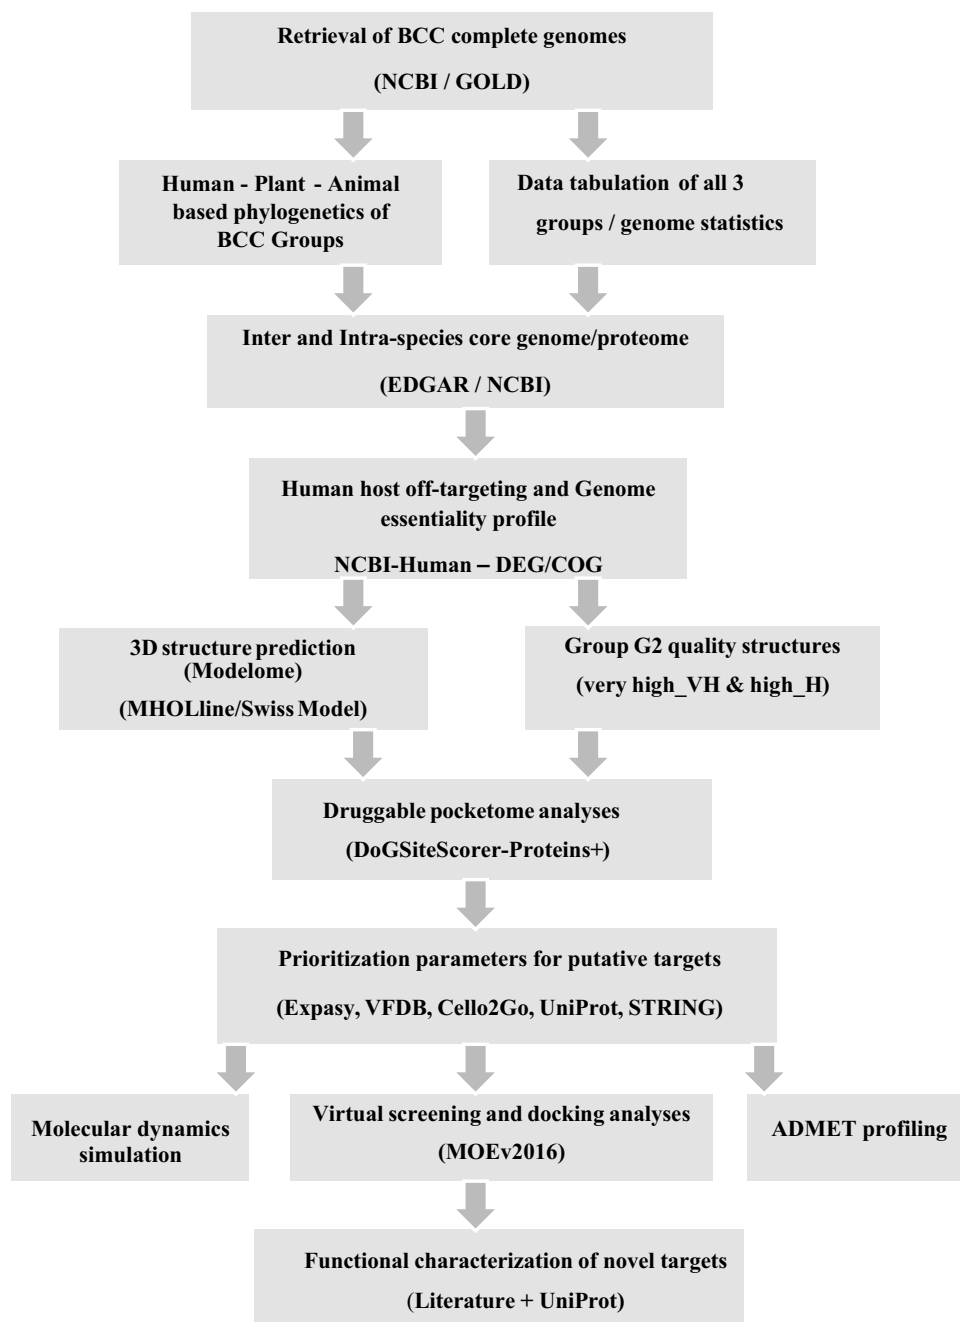 Retrieval of BCC complete genomes
(NCBI / GOLD)
Human - Plant - Animal
based phylogenetics of
BCC Groups
Data tabulation of all 3
groups / genome statistics
Inter and Intra-species core genome/proteome
(EDGAR / NCBI)
Human host off-targeting and Genome
essentiality profile
NCBI-Human – DEG/COG
3D structure prediction
(Modelome)
(MHOLline/Swiss Model)
Group G2 quality structures
(very high_VH & high_H)
Druggable pocketome analyses
(DoGSiteScorer-Proteins+)
Prioritization parameters for putative targets
(Expasy, VFDB, Cello2Go, UniProt, STRING)
Molecular dynamics
simulation
Virtual screening and docking analyses
(MOEv2016)
ADMET profiling
Functional characterization of novel targets
(Literature + UniProt)